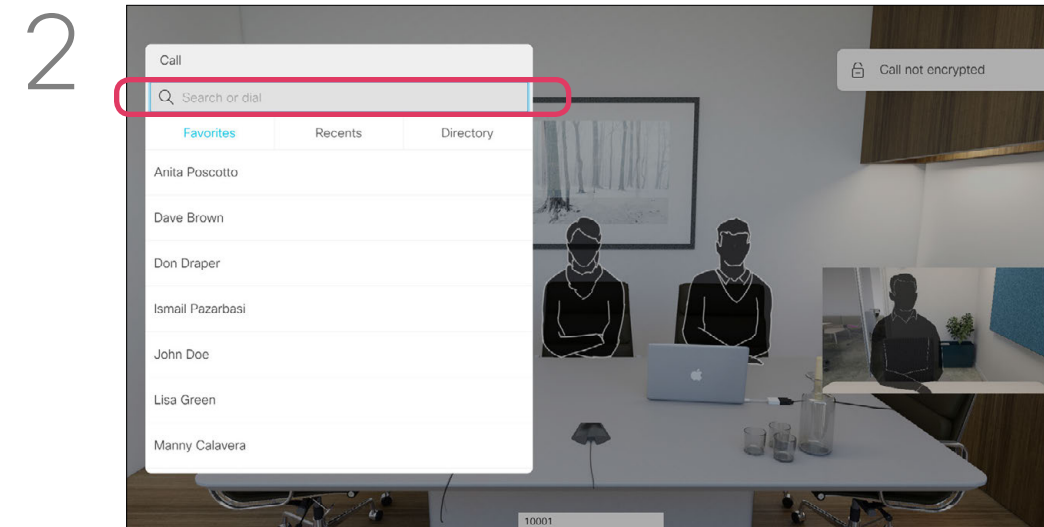 2
Call
Call not encrypted
Search or dial
Favorites Recents Directory
Anita Poscotto
Dave Brown
Don Draper
Ismail Pazarbasi
John Doe
Lisa Green
Manny Calavera
10001